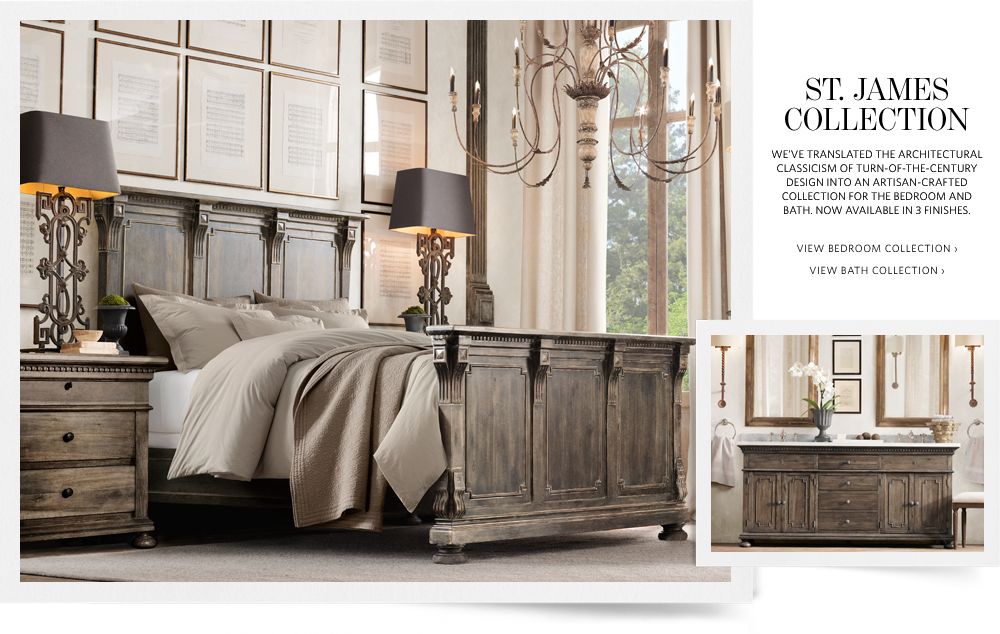 ST. JAMES
COLLECTION
WE'VE TRANSLATED THE ARCHITECTURAL
CLASSICISM OF TURN-OF-THE-CENTURY
DESIGN INTO AN ARTISAN-CRAFTED
COLLECTION FOR THE BEDROOM AND
BATH. NOW AVAILABLE IN 3 FINISHES.
VIEW BEDROOM COLLECTION ›
VIEW BATH COLLECTION ›